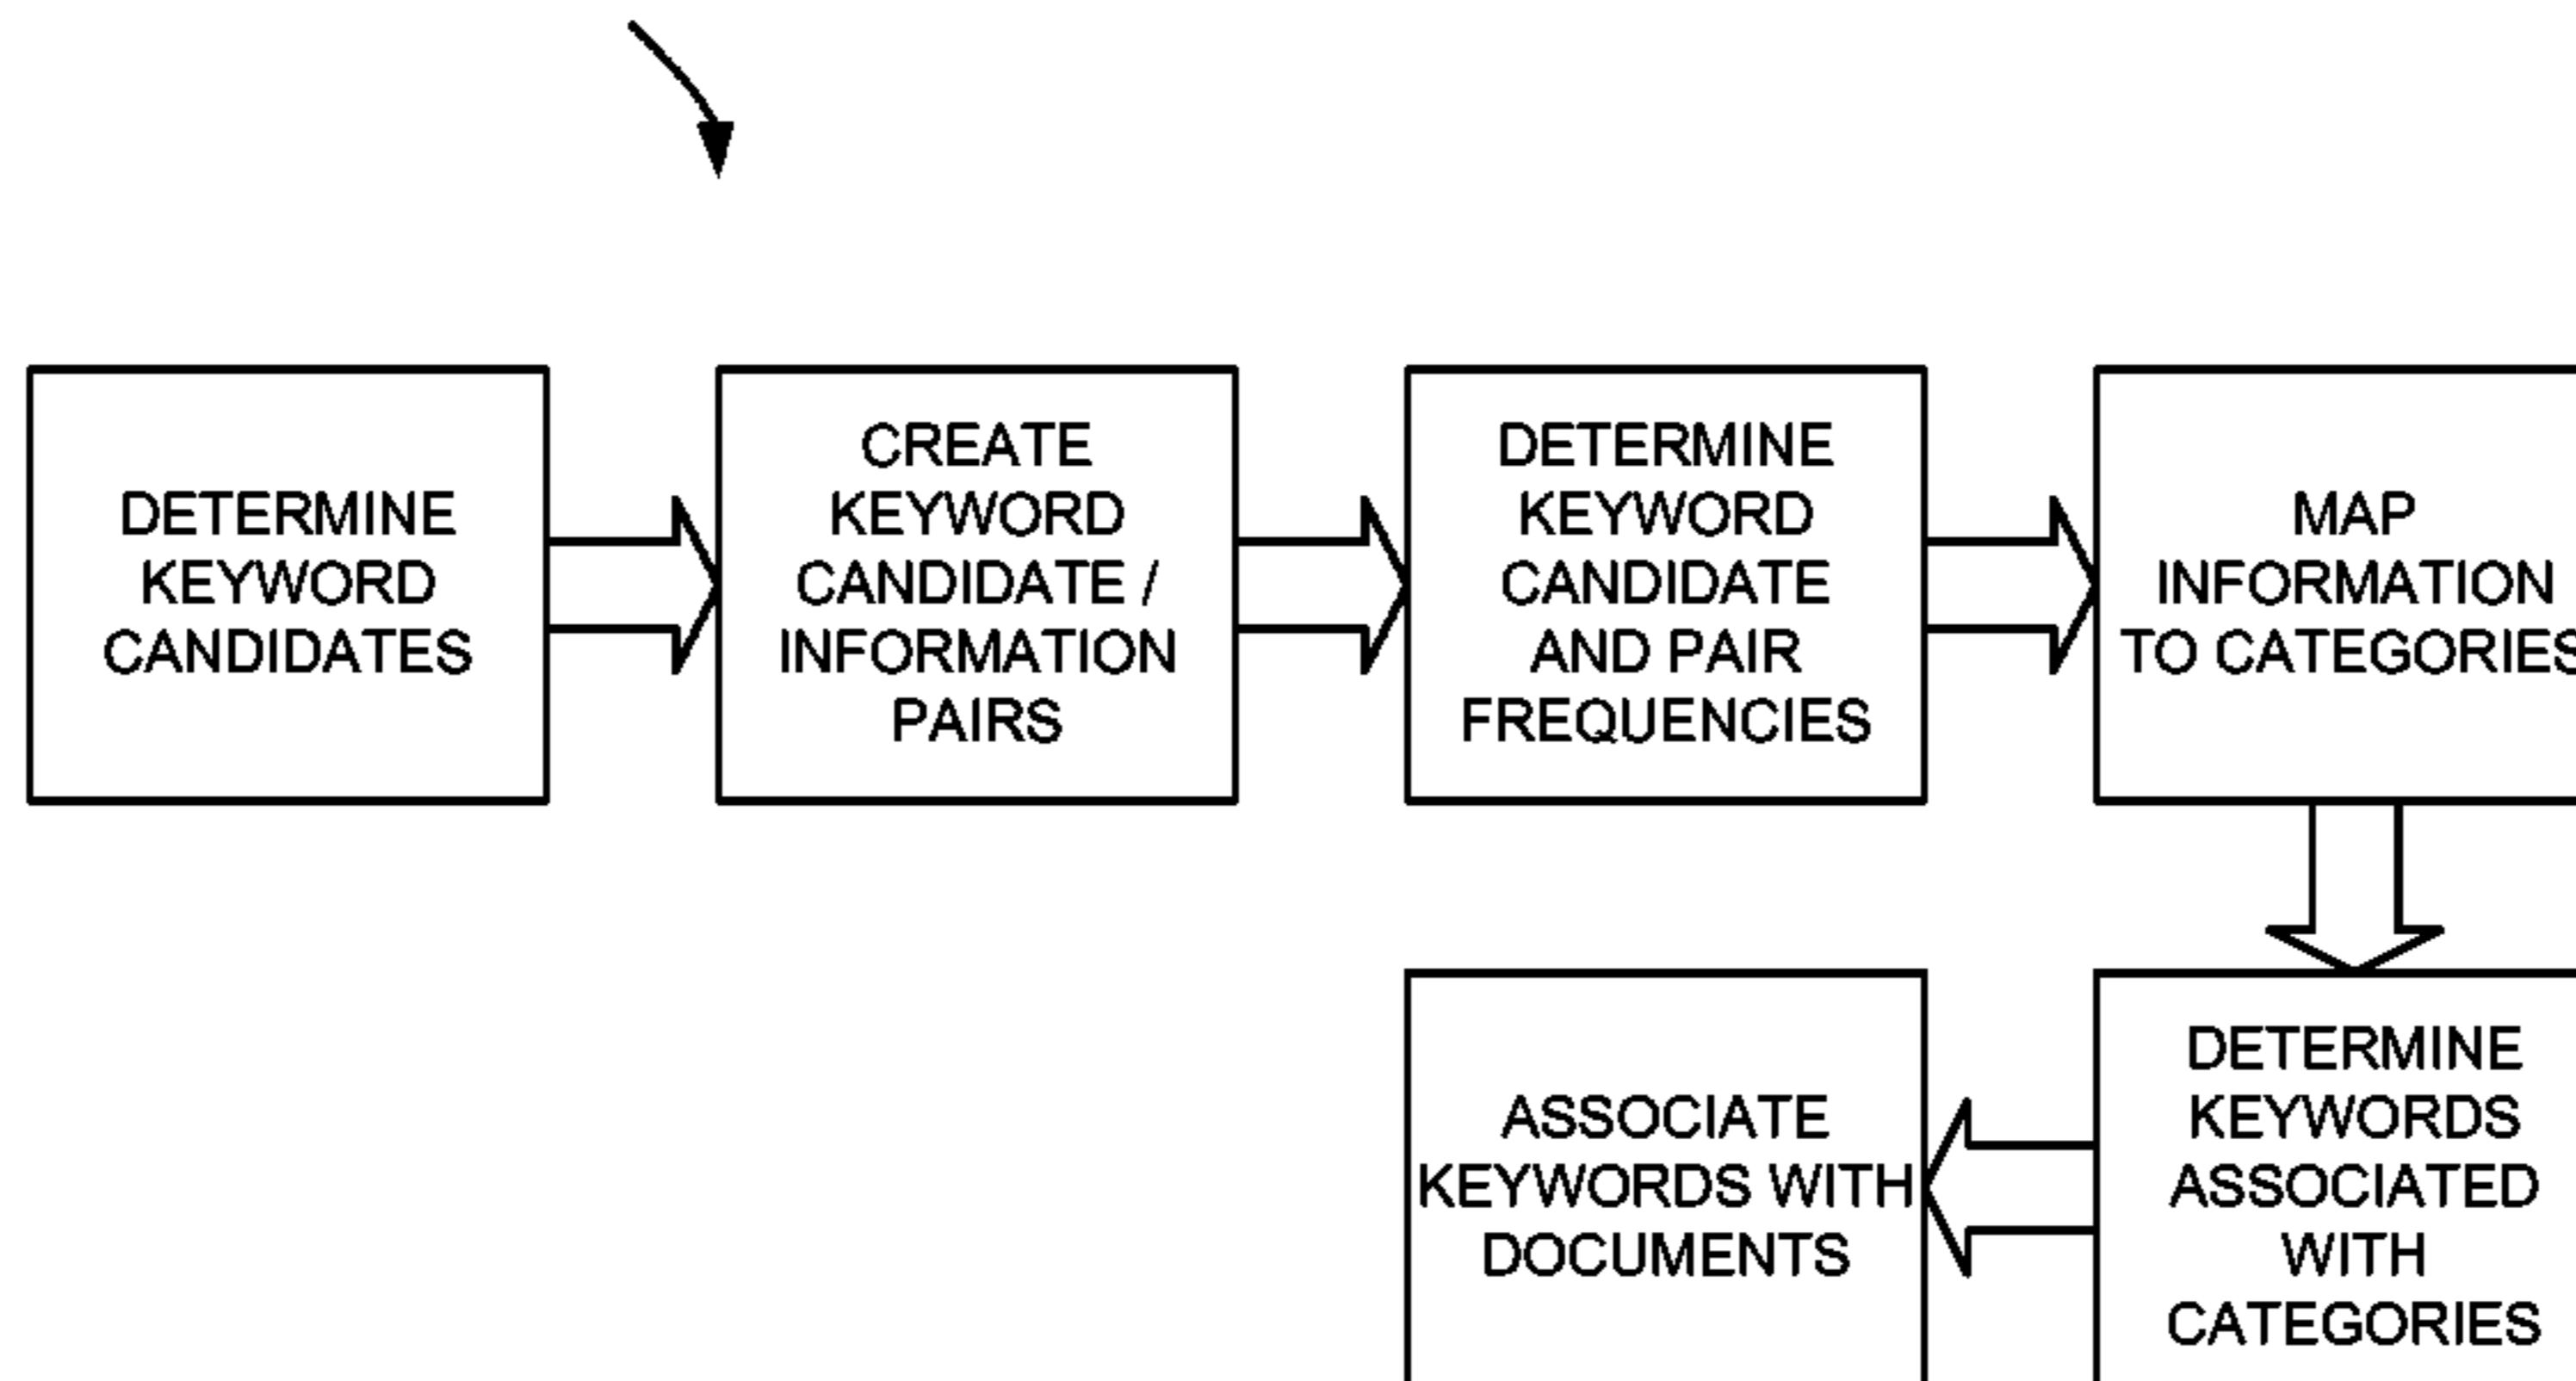 DETERMINE
KEYWORD
CANDIDATES
CREATE
KEYWORD
CANDIDATE /
INFORMATION
PAIRS
DETERMINE
KEYWORD
CANDIDATE
AND PAIR
FREQUENCIES
MAP
INFORMATION
TO CATEGORIES
DETERMINE
KEYWORDS
ASSOCIATED
WITH
CATEGORIES
ASSOCIATE
KEYWORDS WITH
DOCUMENTS